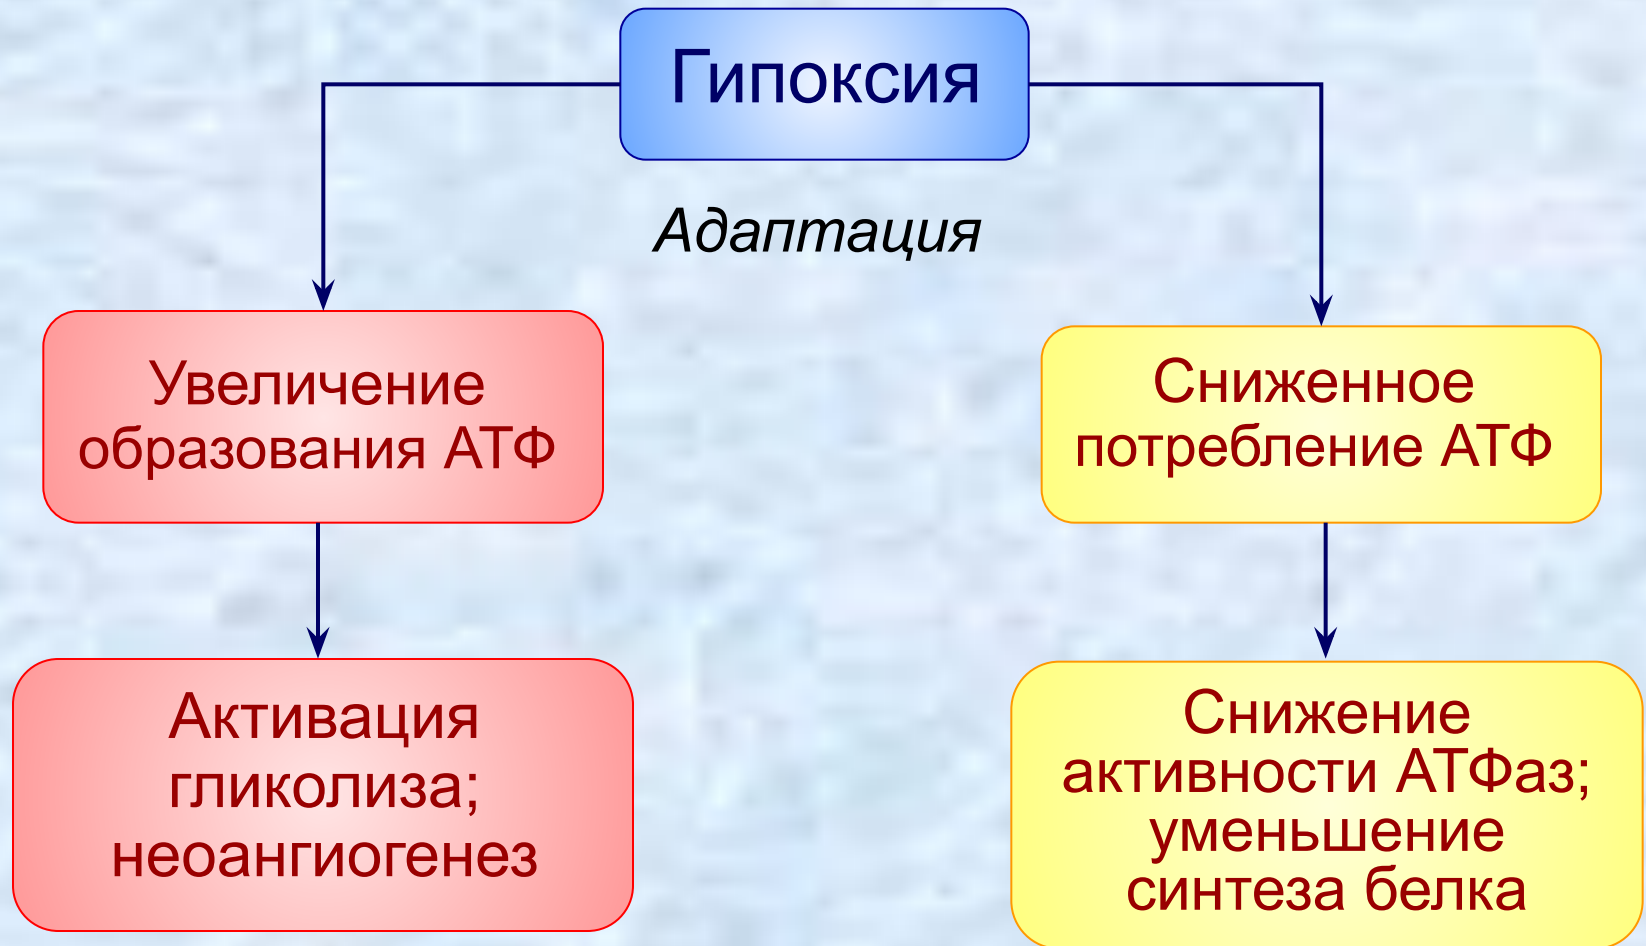 Гипоксия
Адаптация
Увеличение
образования АТФ
Сниженное
потребление АТФ
Активация
гликолиза;
неоангиогенез
Снижение
активности АТФаз;
уменьшение
синтеза белка